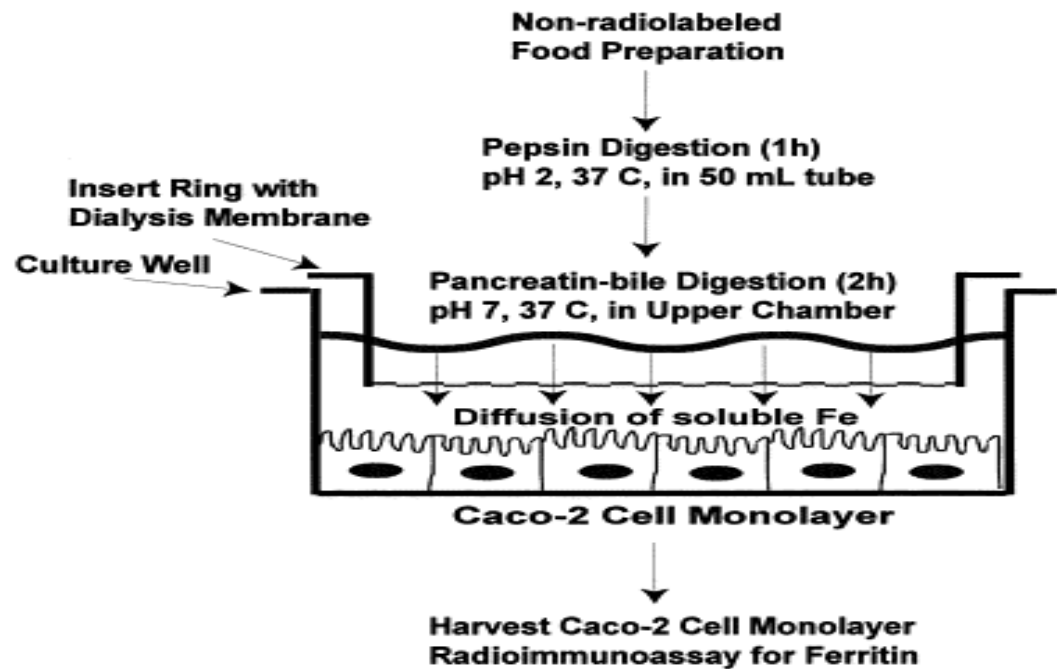 Non-radiolabeled
Food Preparation
Pepsin Digestion (1h)
pH 2, 37 C, in 50 mL tube
Insert Ring with
Dialysis Membrane
Culture Well
Pancreatin-bile Digestion (2h)
pH 7, 37 C, in Upper Chamber
Diffusion of soluble Fe
Caco-2 Cell Monolayer
Harvest Caco-2 Cell Monolayer
Radioimmunoassay for Ferritin